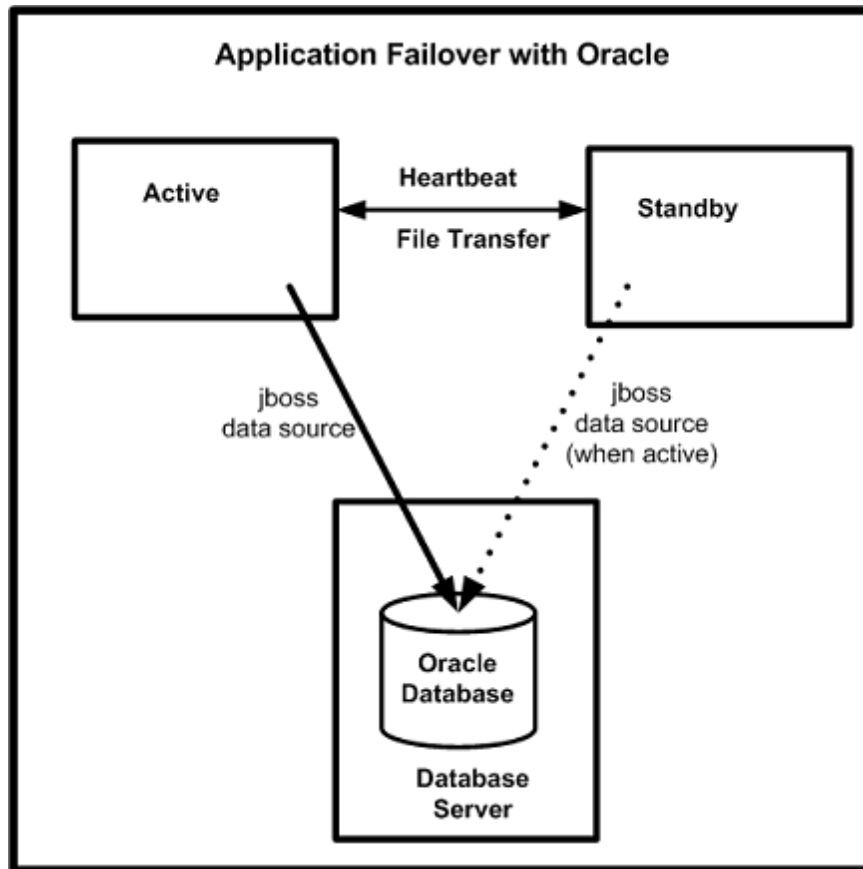 Application Failover with Oracle
Active
Heartbeat
File Transfer
Standby
jboss
data source
jboss
data source
(when active)
Oracle
Database
Database
Server